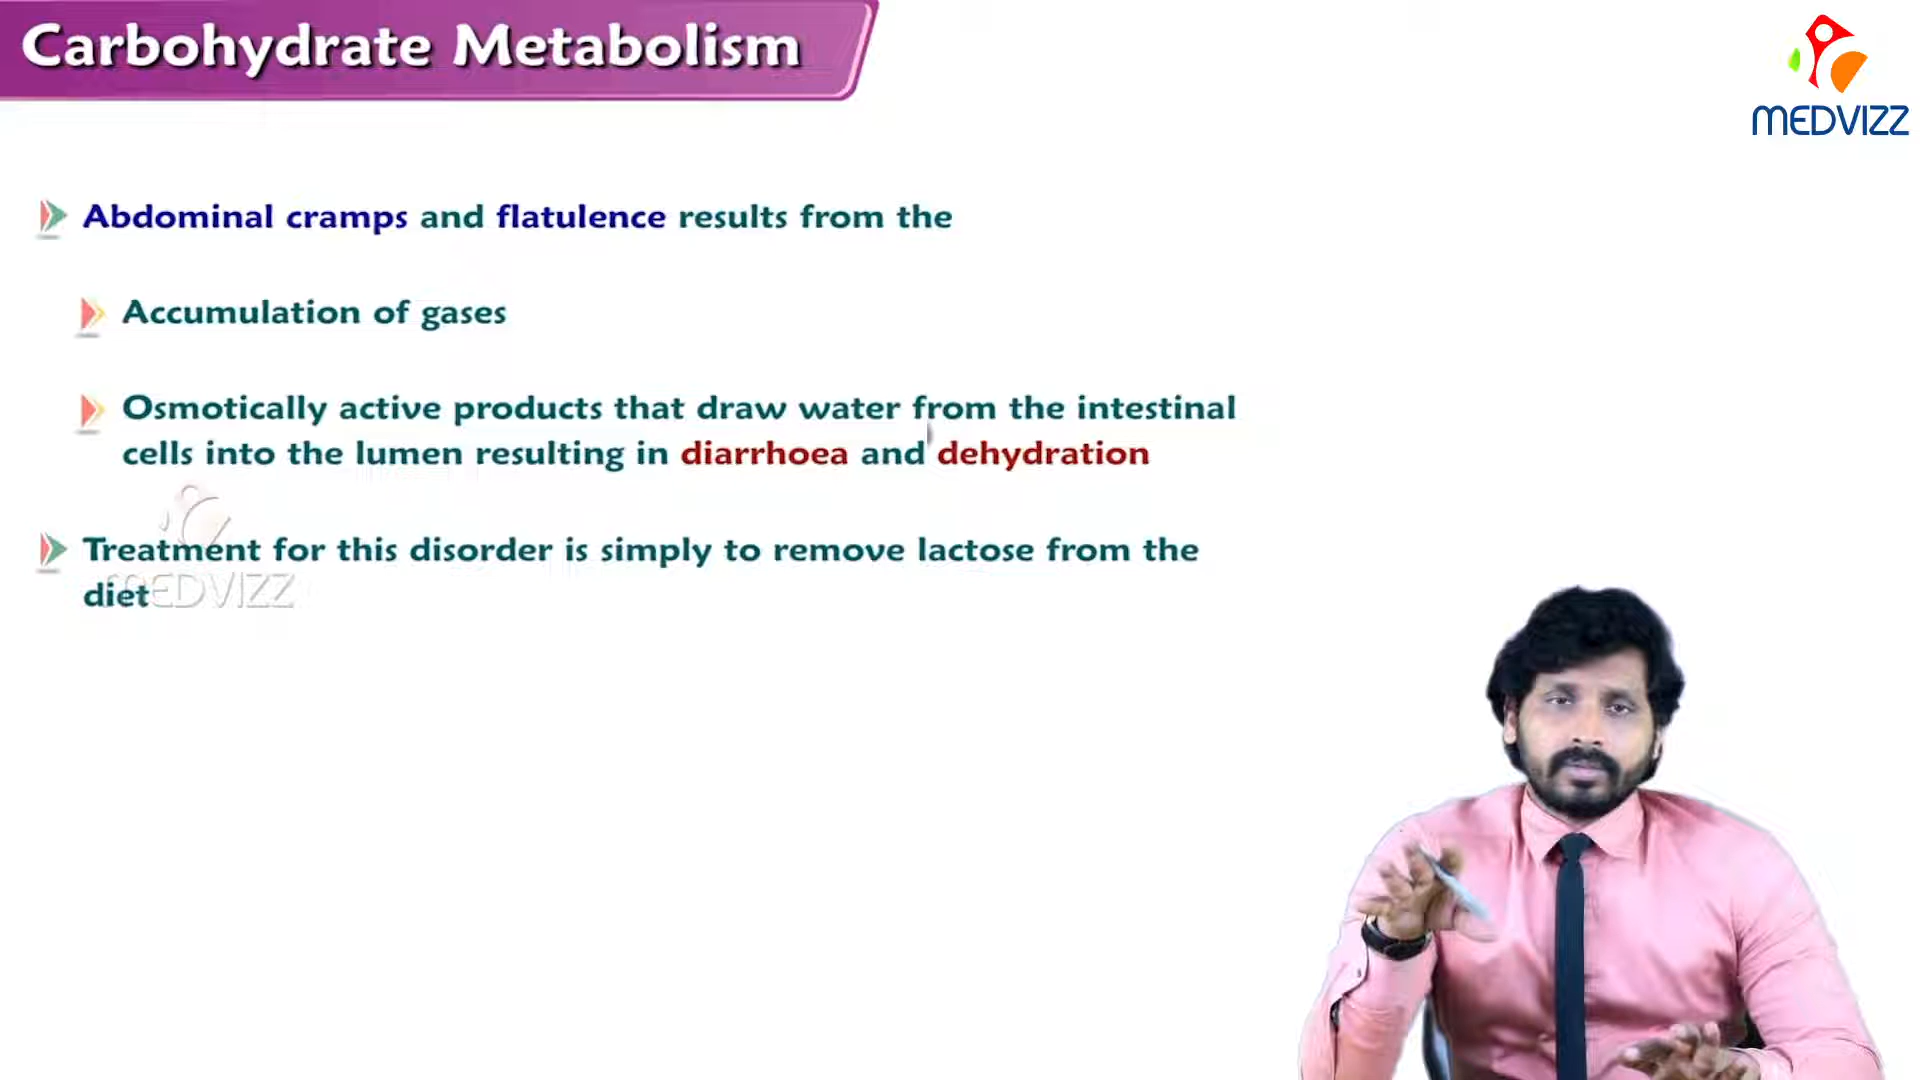 Carbohydrate Metabolism
MEDVIZZ
Abdominal cramps and flatulence results from the
Accumulation of gases
Osmotically active products that draw water from the intestinal
cells into the lumen resulting in diarrhoea and dehydration
Treatment for this disorder is simply to remove lactose from the
diet
MEDVIZZ